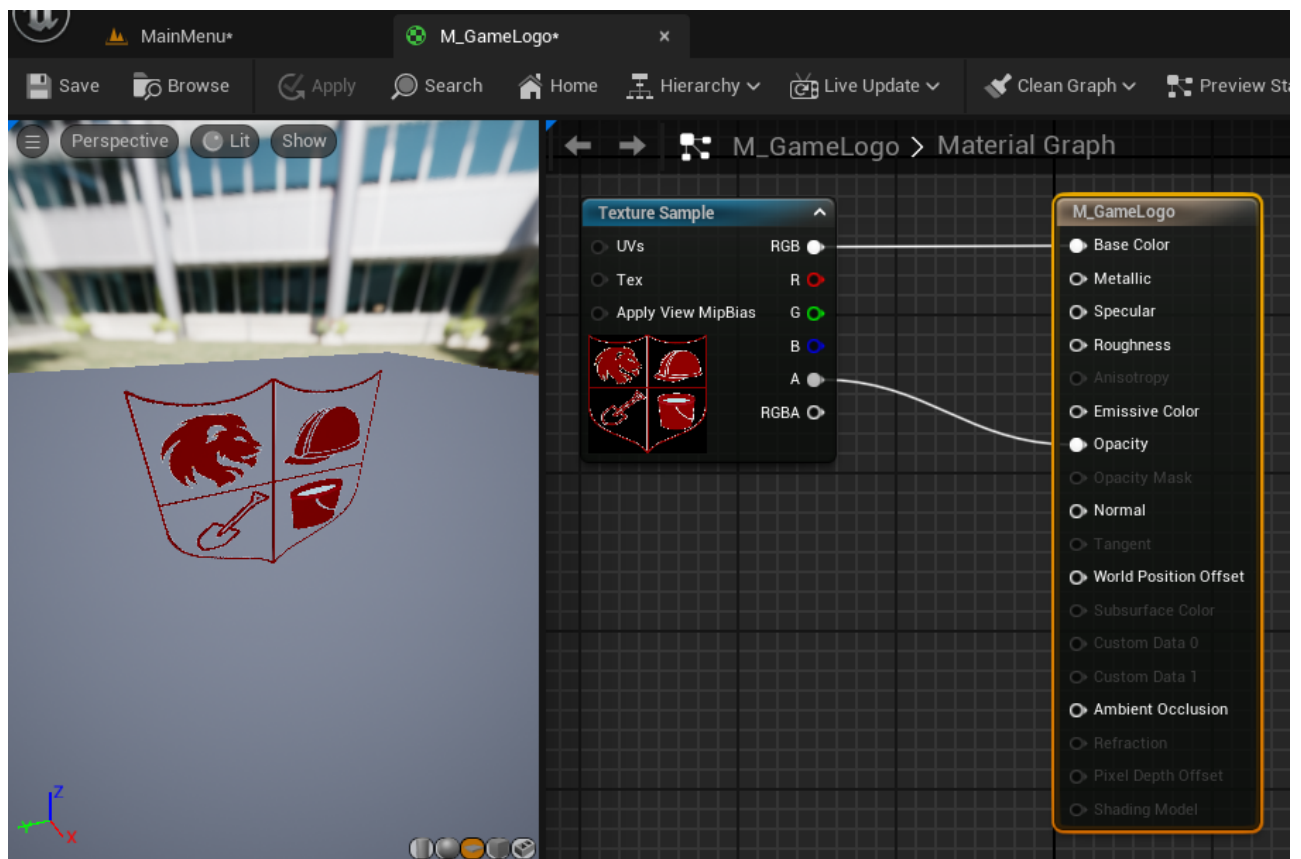 MainMenu*
M_GameLogo*
Save
Browse
Apply
Search
Home
Hierarchy
Live Update
Clean Graph
Preview Sta
Perspective
Lit
Show
M_GameLogo > Material Graph
Texture Sample
UVs
RGB
Tex
R
Apply View MipBias
G
B
A
RGBA
M_GameLogo
Base Color
Metallic
Specular
Roughness
Anisotropy
Emissive Color
Opacity
Opacity Mask
Normal
Tangent
World Position Offset
Subsurface Color
Custom Data 0
Custom Data 1
Ambient Occlusion
Refraction
Pixel Depth Offset
Shading Model
Z
Y
X